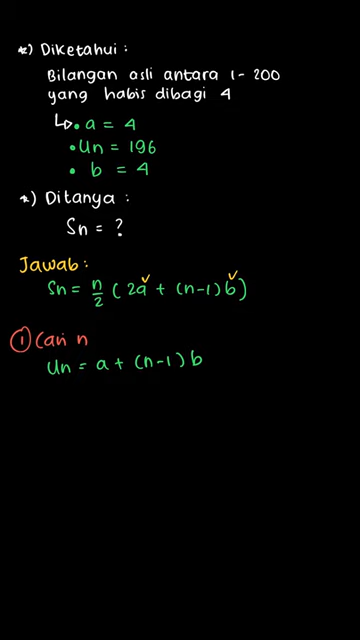 *) Diketahui :
Bilangan asli antara 1 - 200
yang habis dibagi 4
↳ • a = 4
• Un = 196
• b = 4
*) Ditanya :
Sn = ?
Jawab :
Sn = n/2 ( 2a + (n-1) b )
① Cari n
Un = a + (n-1) b